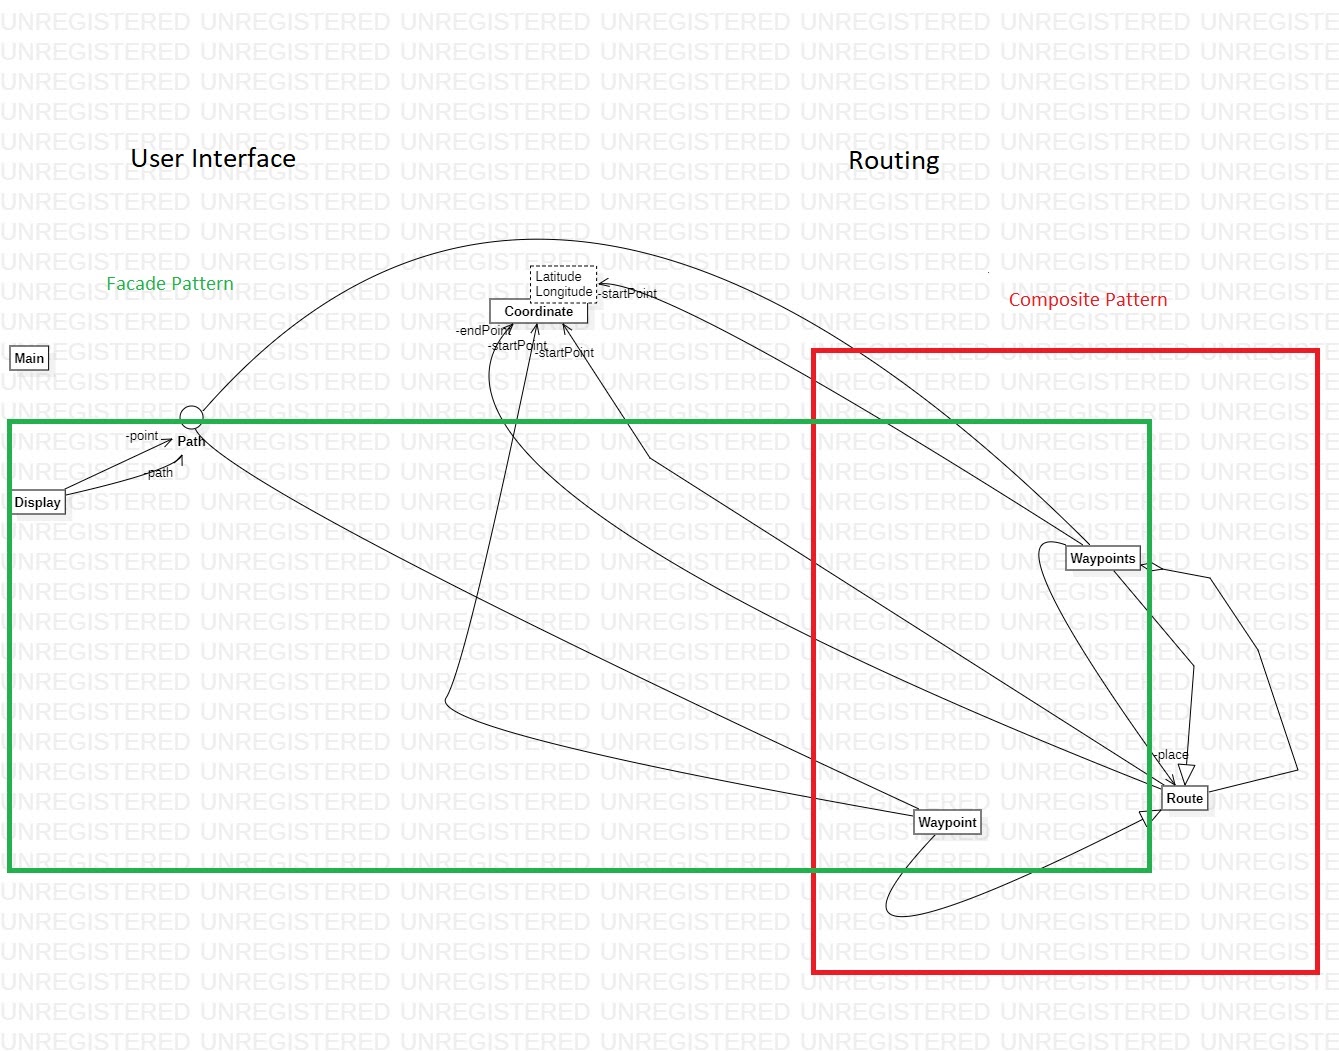 UNREGISTERED UNREGISTERED UNREGISTERED UNREGISTERED UNREGISTERED UNREGISTERED UNREGISTE
User Interface
Routing
Facade Pattern
Composite Pattern
Latitude
Longitude
-startPoint
Coordinate
-endPoint
-startPoint
-startPoint
Main
-point
Path
-path
Display
Waypoints
-place
Route
Waypoint